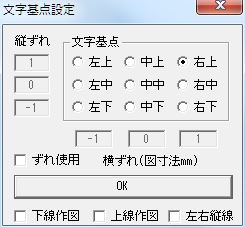 文字基点設定
縦ずれ
1
0
-1
文字基点
左上 中上 右上
左中 中中 右中
左下 中下 右下
-1 0 1
ずれ使用 横ずれ(図寸法mm)
OK
下線作図 上線作図 左右縦線